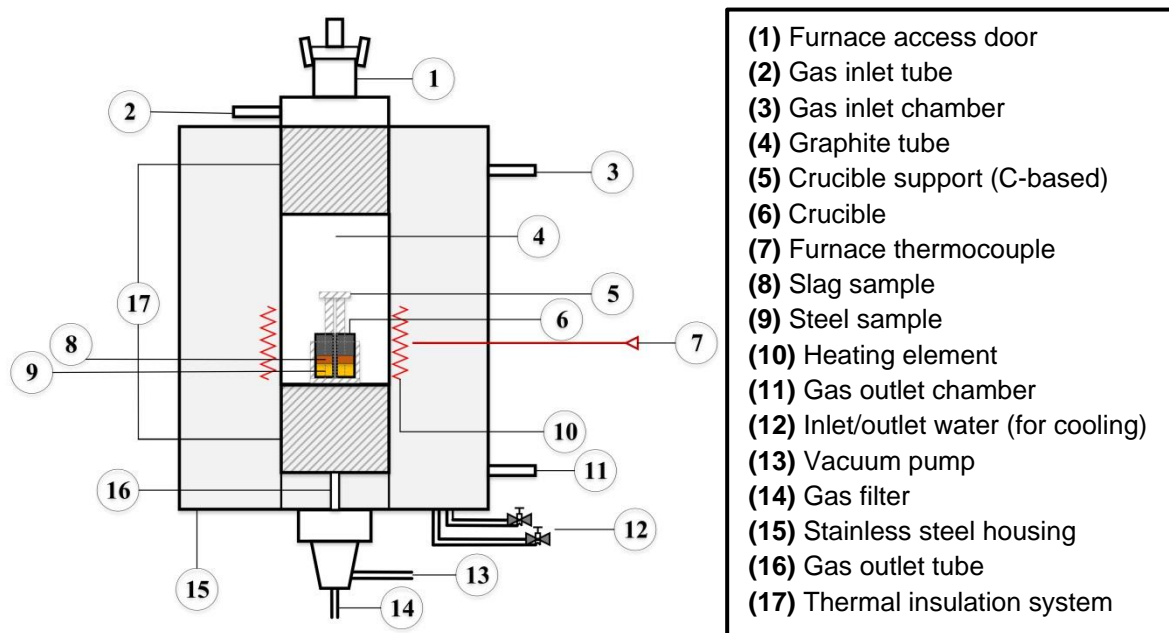 1
2
3
4
17
5
6
8
7
9
10
11
16
12
15
13
14
(1) Furnace access door
(2) Gas inlet tube
(3) Gas inlet chamber
(4) Graphite tube
(5) Crucible support (C-based)
(6) Crucible
(7) Furnace thermocouple
(8) Slag sample
(9) Steel sample
(10) Heating element
(11) Gas outlet chamber
(12) Inlet/outlet water (for cooling)
(13) Vacuum pump
(14) Gas filter
(15) Stainless steel housing
(16) Gas outlet tube
(17) Thermal insulation system